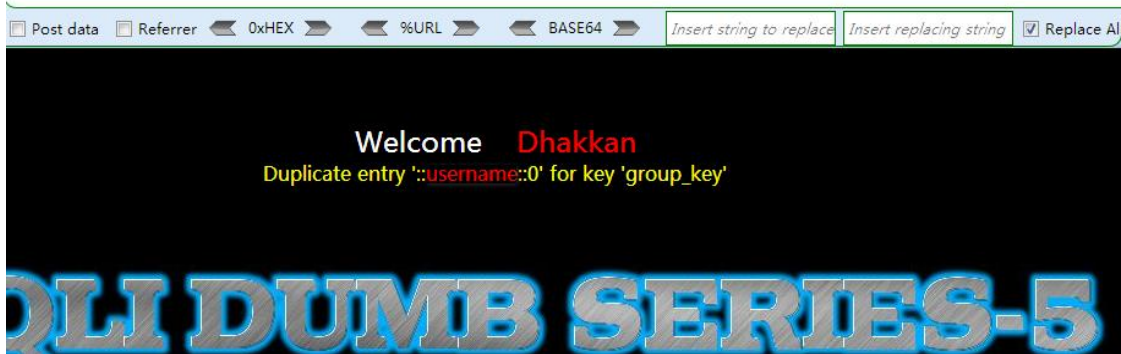 Post data Referrer 0xHEX %URL BASE64 Insert string to replace Insert replacing string Replace Al
Welcome Dhakkan
Duplicate entry '::username::0' for key 'group_key'
QLI DUMB SERIES-5